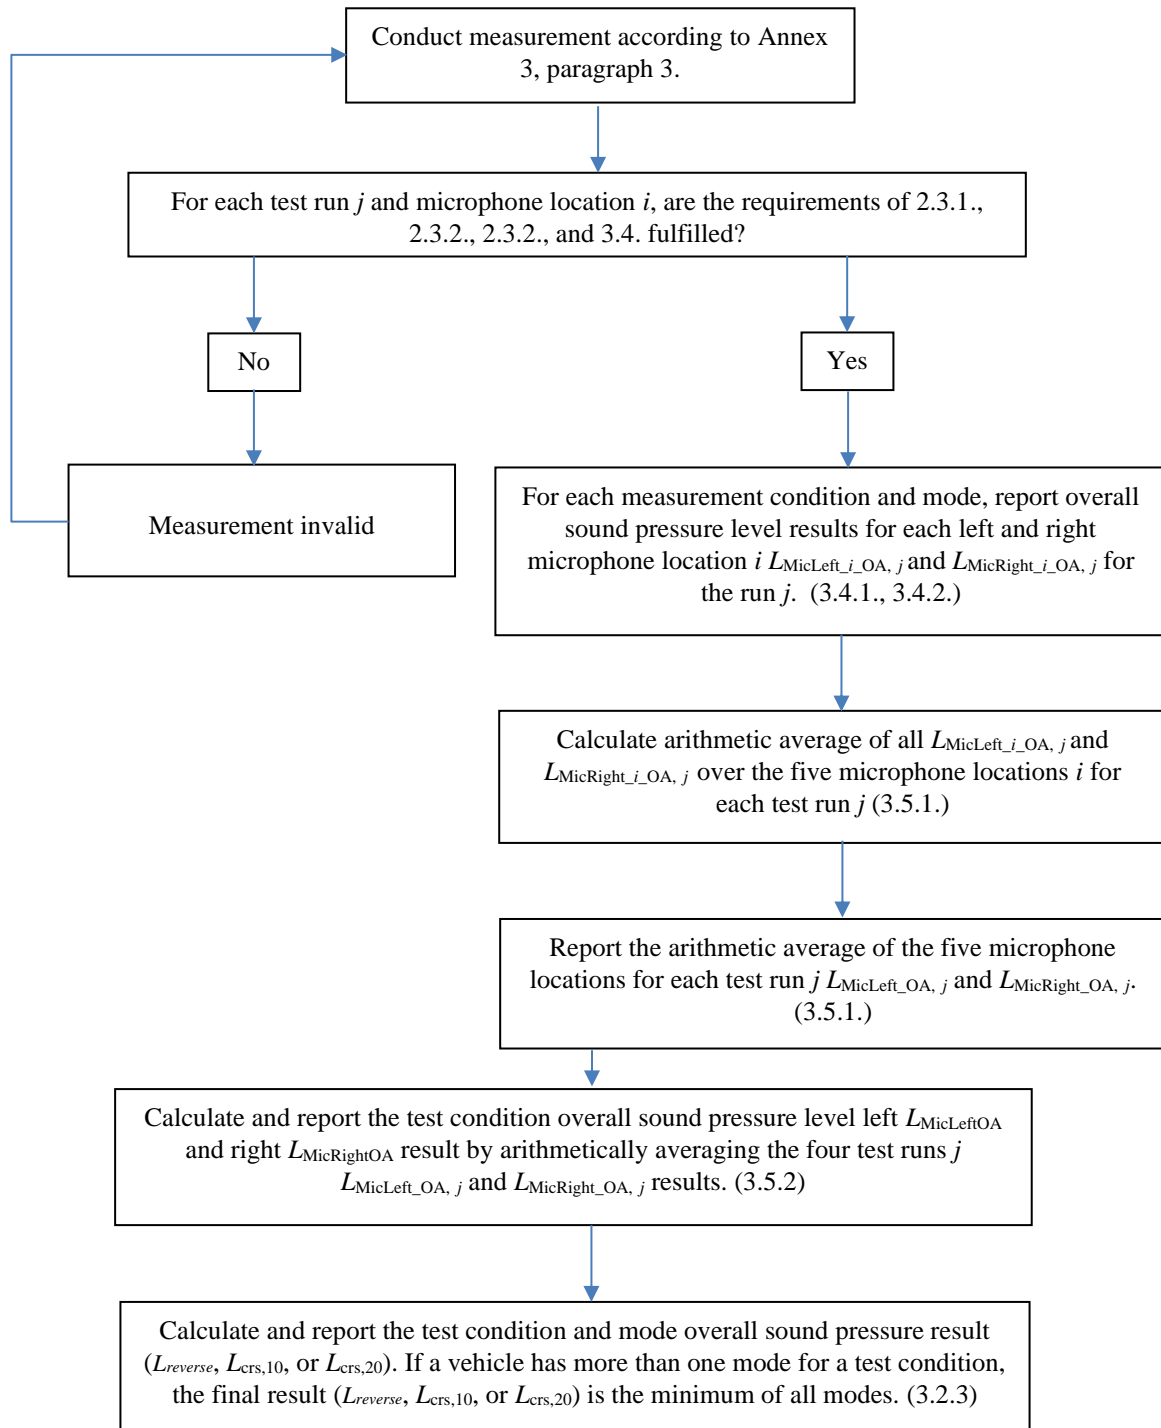 Conduct measurement according to Annex
3, paragraph 3.
For each test run j and microphone location i, are the requirements of 2.3.1.,
2.3.2., 2.3.2., and 3.4. fulfilled?
No
Yes
Measurement invalid
For each measurement condition and mode, report overall
sound pressure level results for each left and right
microphone location i LMicLeft_i_OA, j and LMicRight_i_OA, j for
the run j. (3.4.1., 3.4.2.)
Calculate arithmetic average of all LMicLeft_i_OA, j and
LMicRight_i_OA, j over the five microphone locations i for
each test run j (3.5.1.)
Report the arithmetic average of the five microphone
locations for each test run j LMicLeft_OA, j and LMicRight_OA, j.
(3.5.1.)
Calculate and report the test condition overall sound pressure level left LMicLeftOA
and right LMicRightOA result by arithmetically averaging the four test runs j
LMicLeft_OA, j and LMicRight_OA, j results. (3.5.2)
Calculate and report the test condition and mode overall sound pressure result
(Lreverse, Lcrs,10, or Lcrs,20). If a vehicle has more than one mode for a test condition,
the final result (Lreverse, Lcrs,10, or Lcrs,20) is the minimum of all modes. (3.2.3)